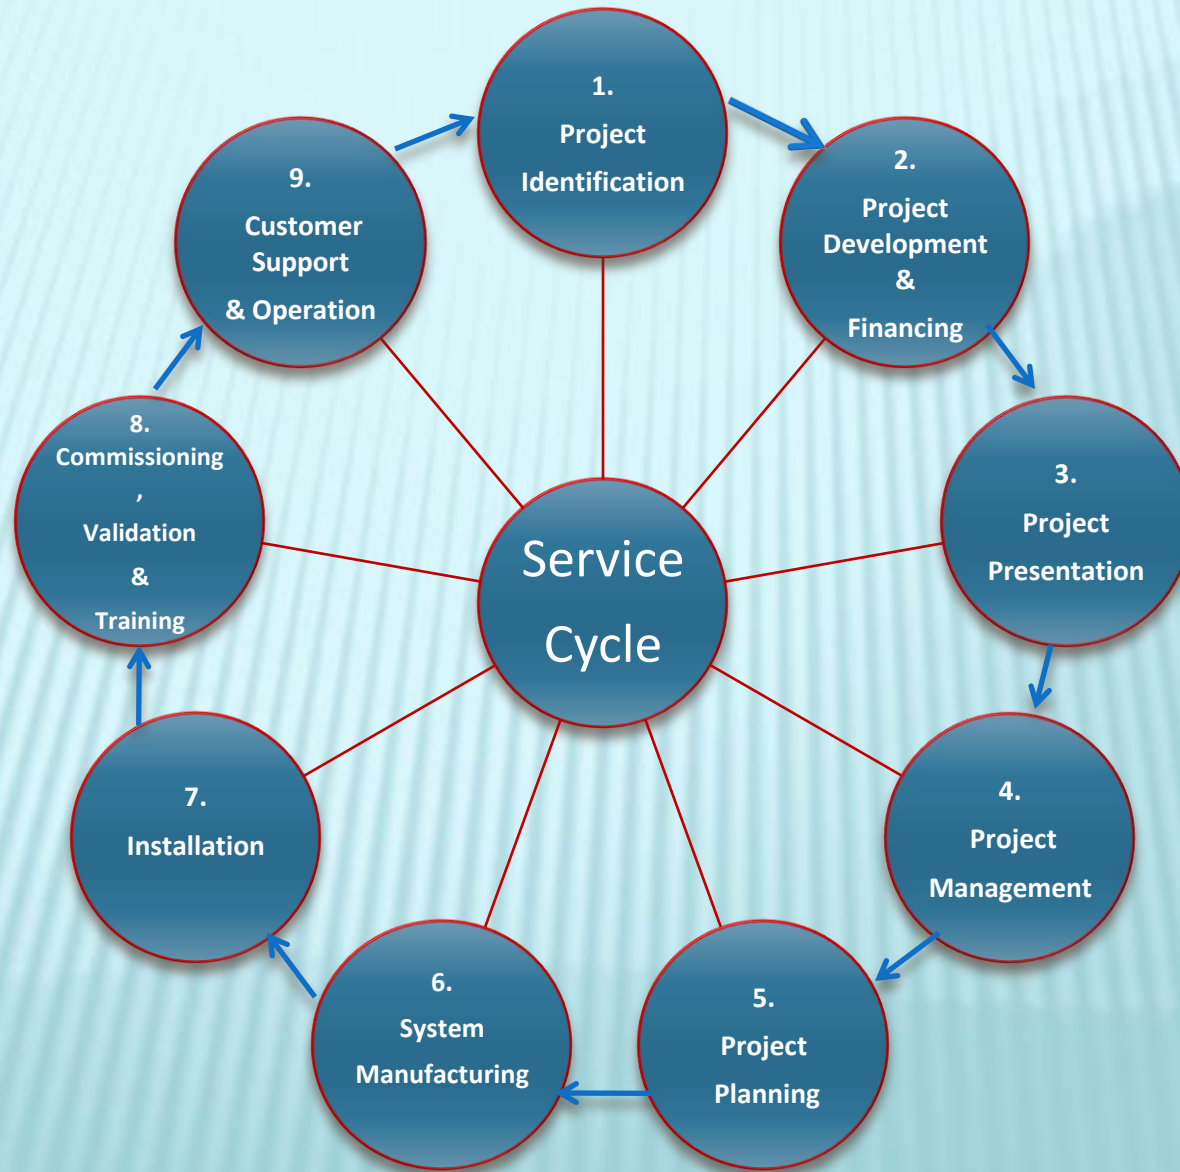 1.
Project
Identification
2.
Project
Development
&
Financing
3.
Project
Presentation
4.
Project
Management
5.
Project
Planning
6.
System
Manufacturing
7.
Installation
8.
Commissioning
,
Validation
&
Training
9.
Customer
Support
& Operation
Service
Cycle